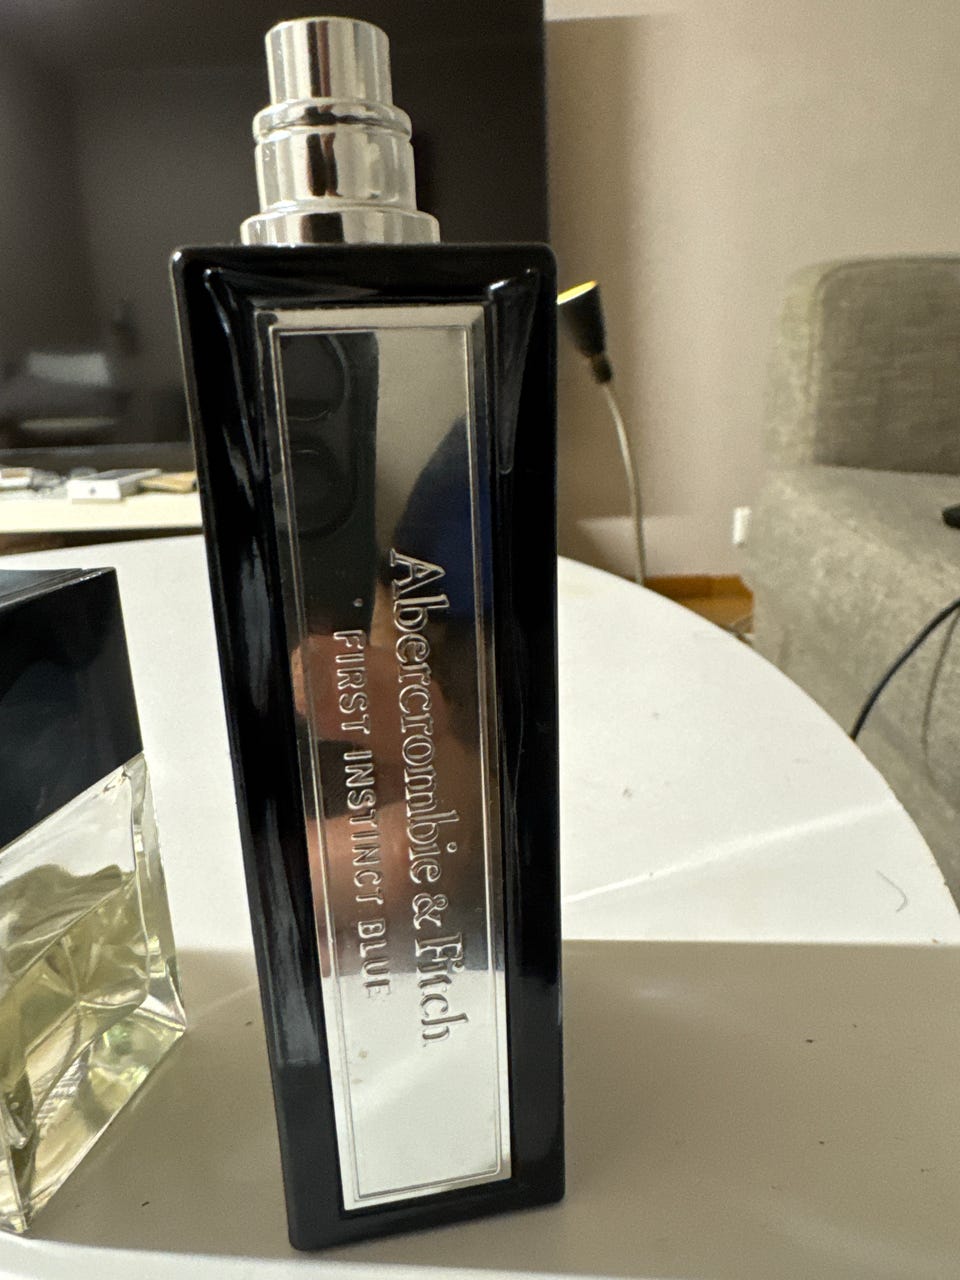 Abercrombie & Fitch
FIRST INSTINCT BLUE